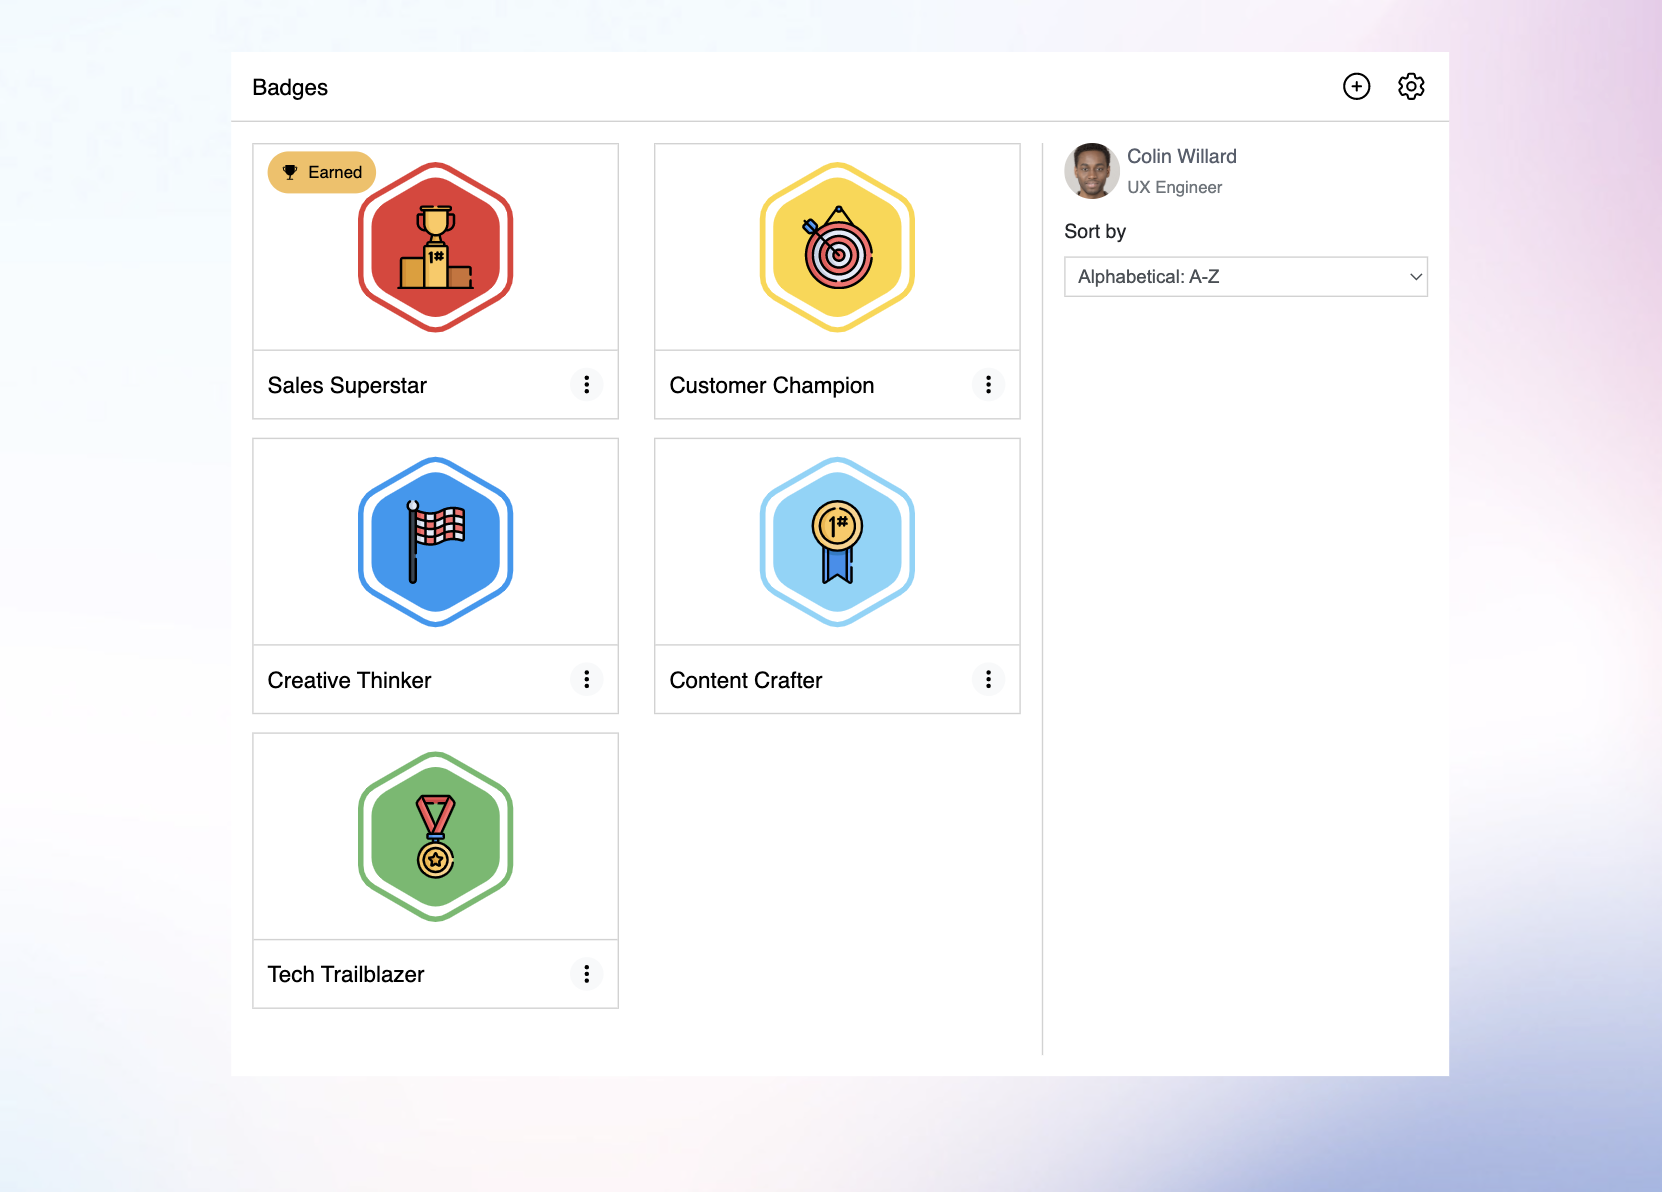 Badges
Earned
1#
Sales Superstar
Customer Champion
Colin Willard
UX Engineer
Sort by
Alphabetical: A-Z
1#
Creative Thinker
Content Crafter
Tech Trailblazer